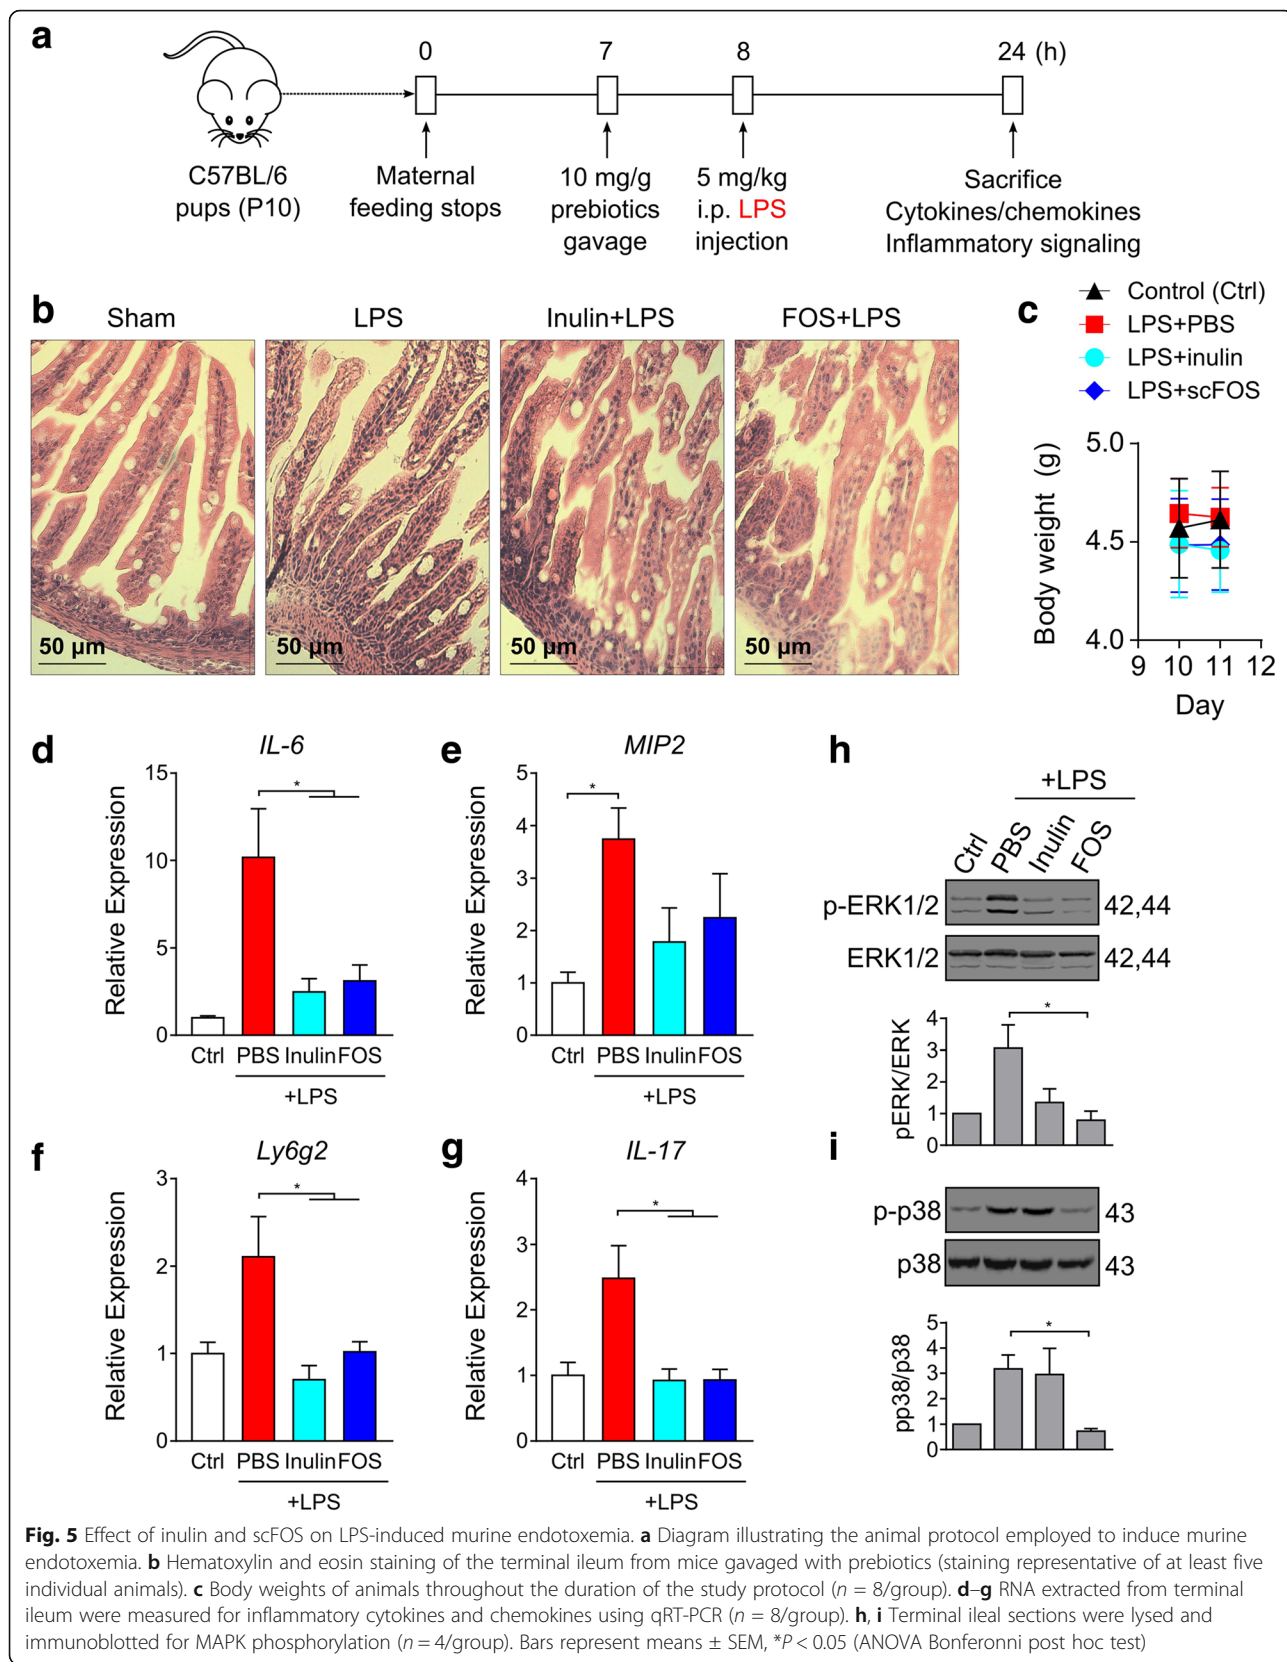 a
0 7 8 24 (h)
C57BL/6
pups (P10)
Maternal
feeding stops
10 mg/g
prebiotics
gavage
5 mg/kg
i.p. LPS
injection
Sacrifice
Cytokines/chemokines
Inflammatory signaling
b
Sham LPS Inulin+LPS FOS+LPS
50 µm 50 µm 50 µm 50 µm
c
Control (Ctrl)
LPS+PBS
LPS+inulin
LPS+scFOS
Body weight (g)
5.0
4.5
4.0
9 10 11 12
Day
d
IL-6
Relative Expression
15
10
5
0
*
Ctrl PBS Inulin FOS
+LPS
e
MIP2
Relative Expression
5
4
3
2
1
0
*
Ctrl PBS Inulin FOS
+LPS
f
Ly6g2
Relative Expression
3
2
1
0
*
Ctrl PBS Inulin FOS
+LPS
g
IL-17
Relative Expression
4
3
2
1
0
*
Ctrl PBS Inulin FOS
+LPS
h
+LPS
Ctrl PBS Inulin FOS
p-ERK1/2 42,44
ERK1/2 42,44
pERK/ERK
4
3
2
1
0
*
i
p-p38 43
p38 43
pp38/p38
5
4
3
2
1
0
*
Fig. 5 Effect of inulin and scFOS on LPS-induced murine endotoxemia. a Diagram illustrating the animal protocol employed to induce murine
endotoxemia. b Hematoxylin and eosin staining of the terminal ileum from mice gavaged with prebiotics (staining representative of at least five
individual animals). c Body weights of animals throughout the duration of the study protocol (n = 8/group). d–g RNA extracted from terminal
ileum were measured for inflammatory cytokines and chemokines using qRT-PCR (n = 8/group). h, i Terminal ileal sections were lysed and
immunoblotted for MAPK phosphorylation (n = 4/group). Bars represent means ± SEM, *P < 0.05 (ANOVA Bonferonni post hoc test)